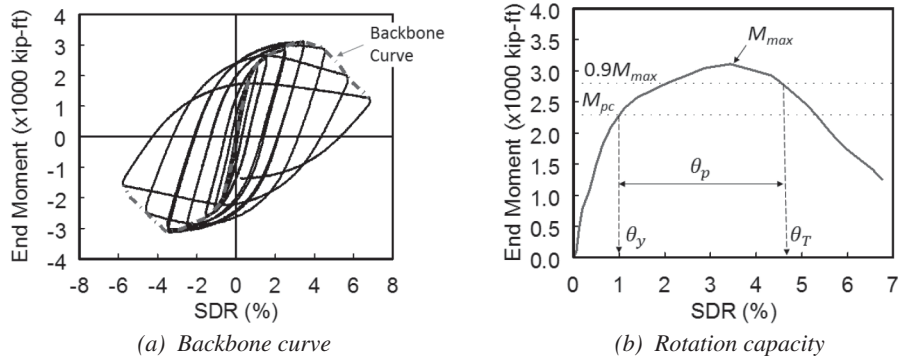 End Moment (x1000 kip-ft)
4
3
2
1
0
-1
-2
-3
-4
-8 -6 -4 -2 0 2 4 6 8
SDR (%)
Backbone
Curve
(a) Backbone curve
End Moment (x1000 kip-ft)
4.0
3.5
3.0
2.5
2.0
1.5
1.0
0.5
0.0
0 1 2 3 4 5 6 7
SDR (%)
M_max
0.9M_max
M_pc
θ_p
θ_y
θ_T
(b) Rotation capacity